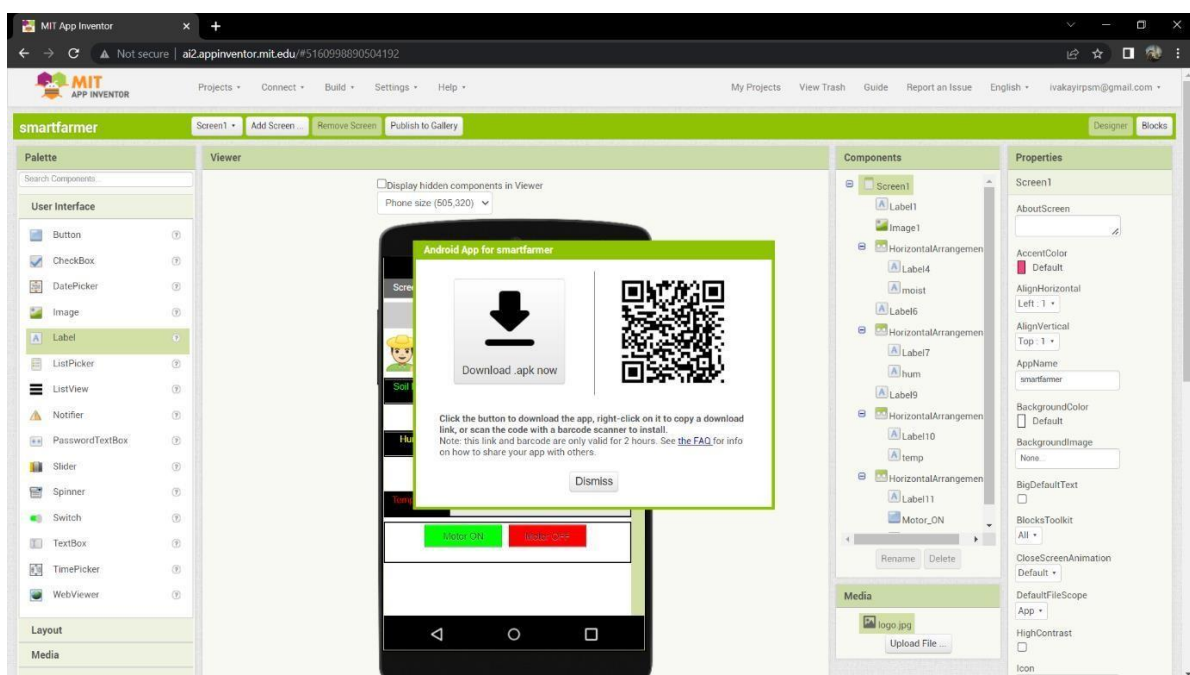 MIT App Inventor
Not secure | ai2.appinventor.mit.edu/#5160998890504192
MIT
APP INVENTOR
Projects Connect Build Settings Help My Projects View Trash Guide Report an Issue English ivakayirpsm@gmail.com
smartfarmer Screen1 Add Screen ... Remove Screen Publish to Gallery Designer Blocks
Palette
Search Components...
User Interface
Button
CheckBox
DatePicker
Image
Label
ListPicker
ListView
Notifier
PasswordTextBox
Slider
Spinner
Switch
TextBox
TimePicker
WebViewer
Layout
Media
Viewer
Display hidden components in Viewer
Phone size (505,320)
Android App for smartfarmer
Download .apk now
Click the button to download the app, right-click on it to copy a download
link, or scan the code with a barcode scanner to install.
Note: this link and barcode are only valid for 2 hours. See the FAQ for info
on how to share your app with others.
Dismiss
Motor ON Motor OFF
Components
Screen1
Label1
Image1
HorizontalArrangemen
Label4
moist
Label6
HorizontalArrangemen
Label7
hum
Label9
HorizontalArrangemen
Label10
temp
HorizontalArrangemen
Label11
Motor_ON
Rename Delete
Media
logo.jpg
Upload File ...
Properties
Screen1
AboutScreen
AccentColor
Default
AlignHorizontal
Left : 1
AlignVertical
Top : 1
AppName
smartfarmer
BackgroundColor
Default
BackgroundImage
None...
BigDefaultText
BlocksToolkit
All
CloseScreenAnimation
Default
DefaultFileScope
App
HighContrast
Icon